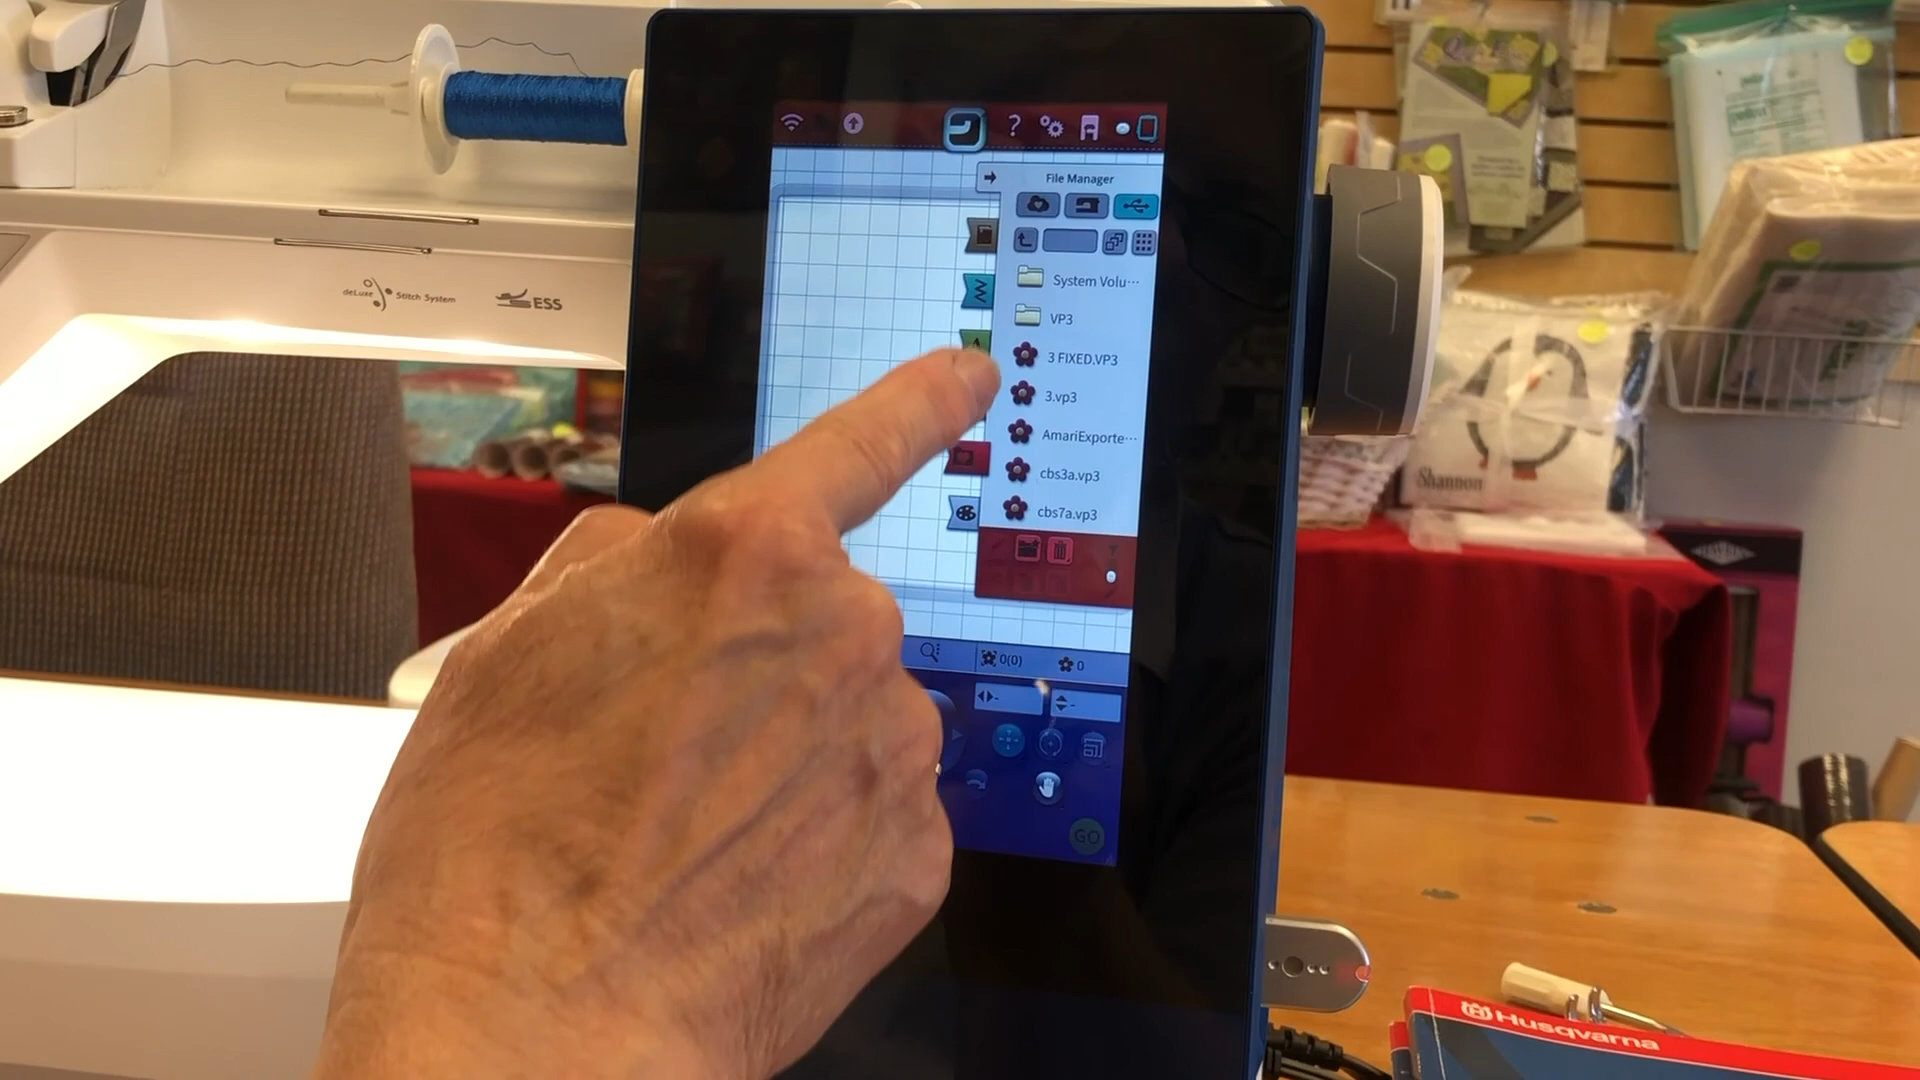 ?
File Manager
System Volu...
VP3
3 FIXED.VP3
3.vp3
AmariExporte...
cbs3a.vp3
cbs7a.vp3
0(0)
0
GO
deLuxe Stitch System
ESS
Shannon
Husqvarna